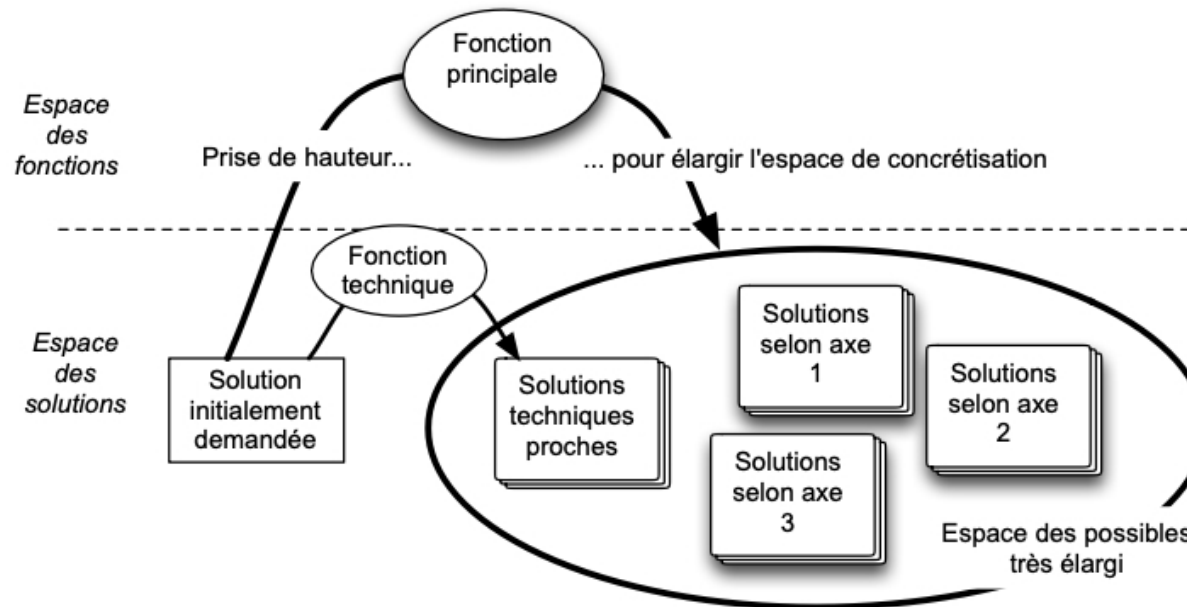 Fonction
principale
Espace
des
fonctions
Prise de hauteur...
... pour élargir l'espace de concrétisation
Fonction
technique
Espace
des
solutions
Solution
initialement
demandée
Solutions
techniques
proches
Solutions
selon axe
1
Solutions
selon axe
2
Solutions
selon axe
3
Espace des possibles
très élargi